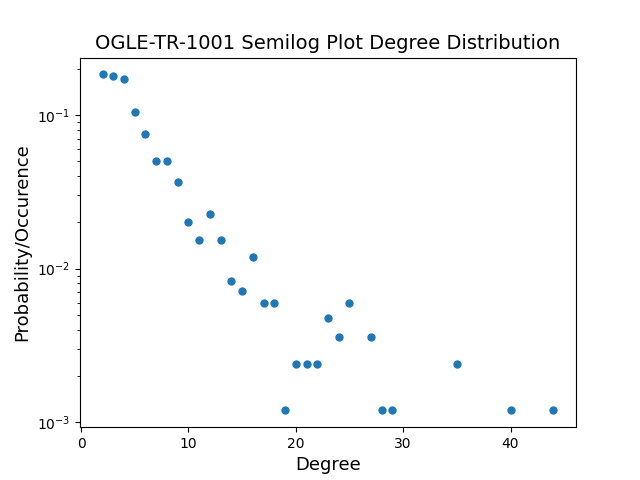 OGLE-TR-1001 Semilog Plot Degree Distribution
Probability/Occurence
10⁻¹
10⁻²
10⁻³
0 10 20 30 40
Degree